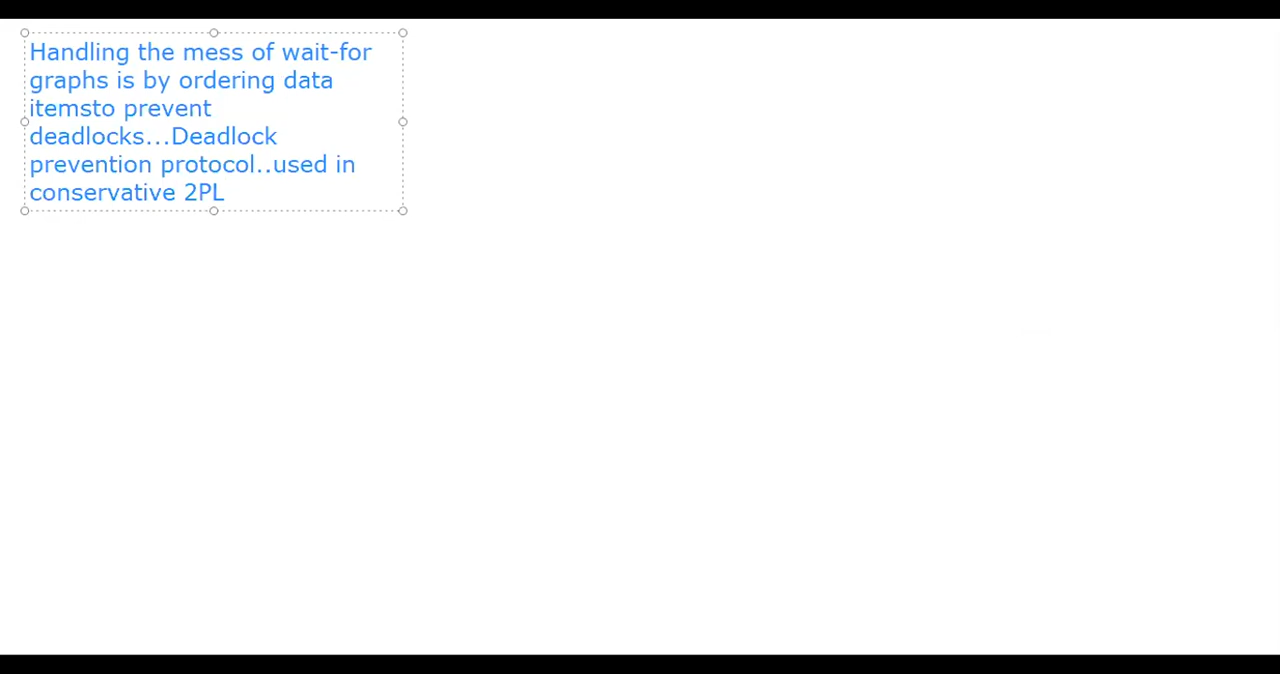 Handling the mess of wait-for
graphs is by ordering data
itemsto prevent
deadlocks...Deadlock
prevention protocol..used in
conservative 2PL